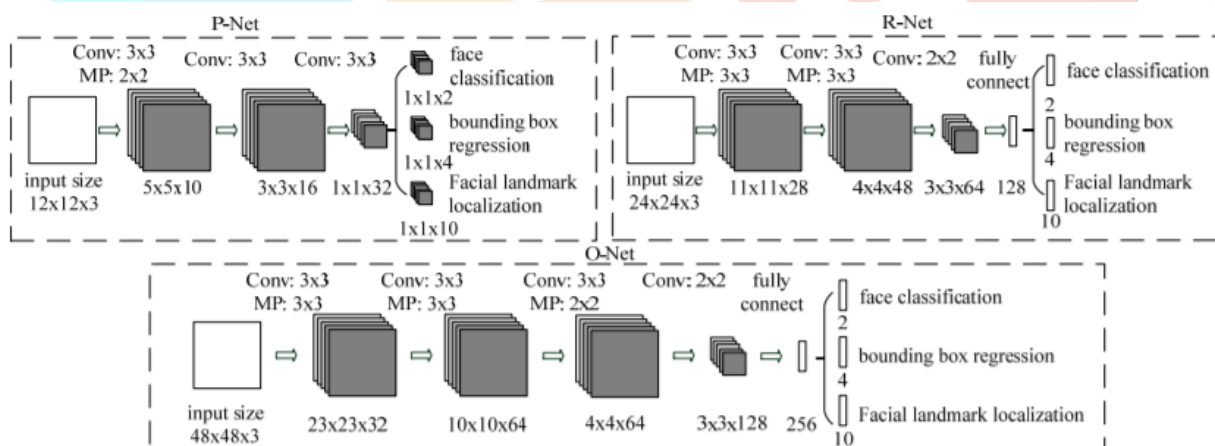 P-Net
Conv: 3x3
MP: 2x2
Conv: 3x3
Conv: 3x3
face
classification
1x1x2
bounding box
regression
1x1x4
Facial landmark
localization
1x1x10
input size
12x12x3
5x5x10
3x3x16
1x1x32
R-Net
Conv: 3x3
MP: 3x3
Conv: 3x3
MP: 3x3
Conv: 2x2
fully
connect
face classification
2
bounding box
regression
4
Facial landmark
localization
10
input size
24x24x3
11x11x28
4x4x48
3x3x64
128
O-Net
Conv: 3x3
MP: 3x3
Conv: 3x3
MP: 3x3
Conv: 3x3
MP: 2x2
Conv: 2x2
fully
connect
face classification
2
bounding box regression
4
Facial landmark localization
10
input size
48x48x3
23x23x32
10x10x64
4x4x64
3x3x128
256